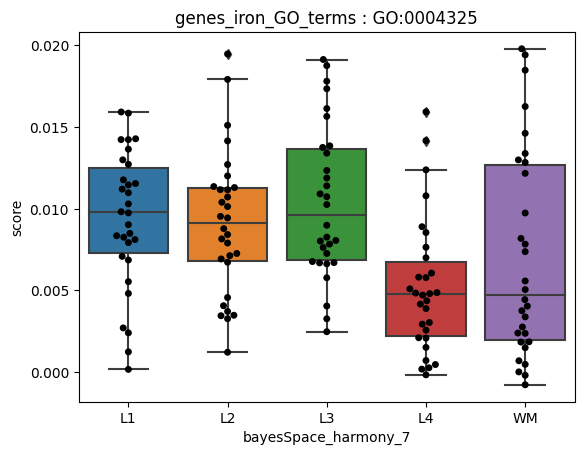 genes_iron_GO_terms : GO:0004325
0.020
0.015
0.010
0.005
0.000
score
L1 L2 L3 L4 WM
bayesSpace_harmony_7